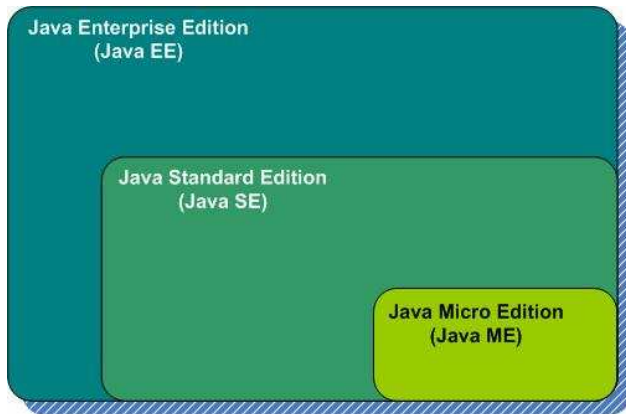 Java Enterprise Edition
(Java EE)
Java Standard Edition
(Java SE)
Java Micro Edition
(Java ME)